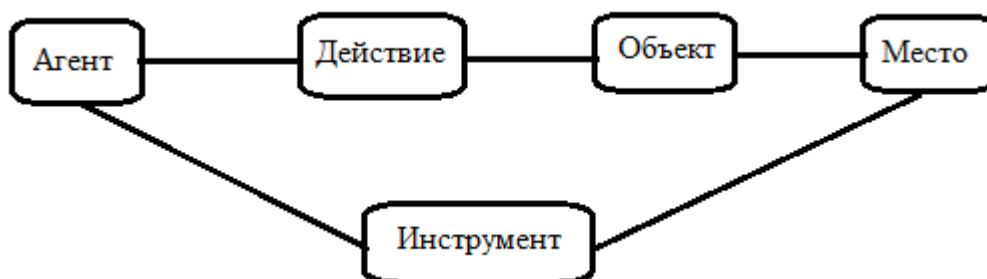 Агент
Действие
Объект
Место
Инструмент